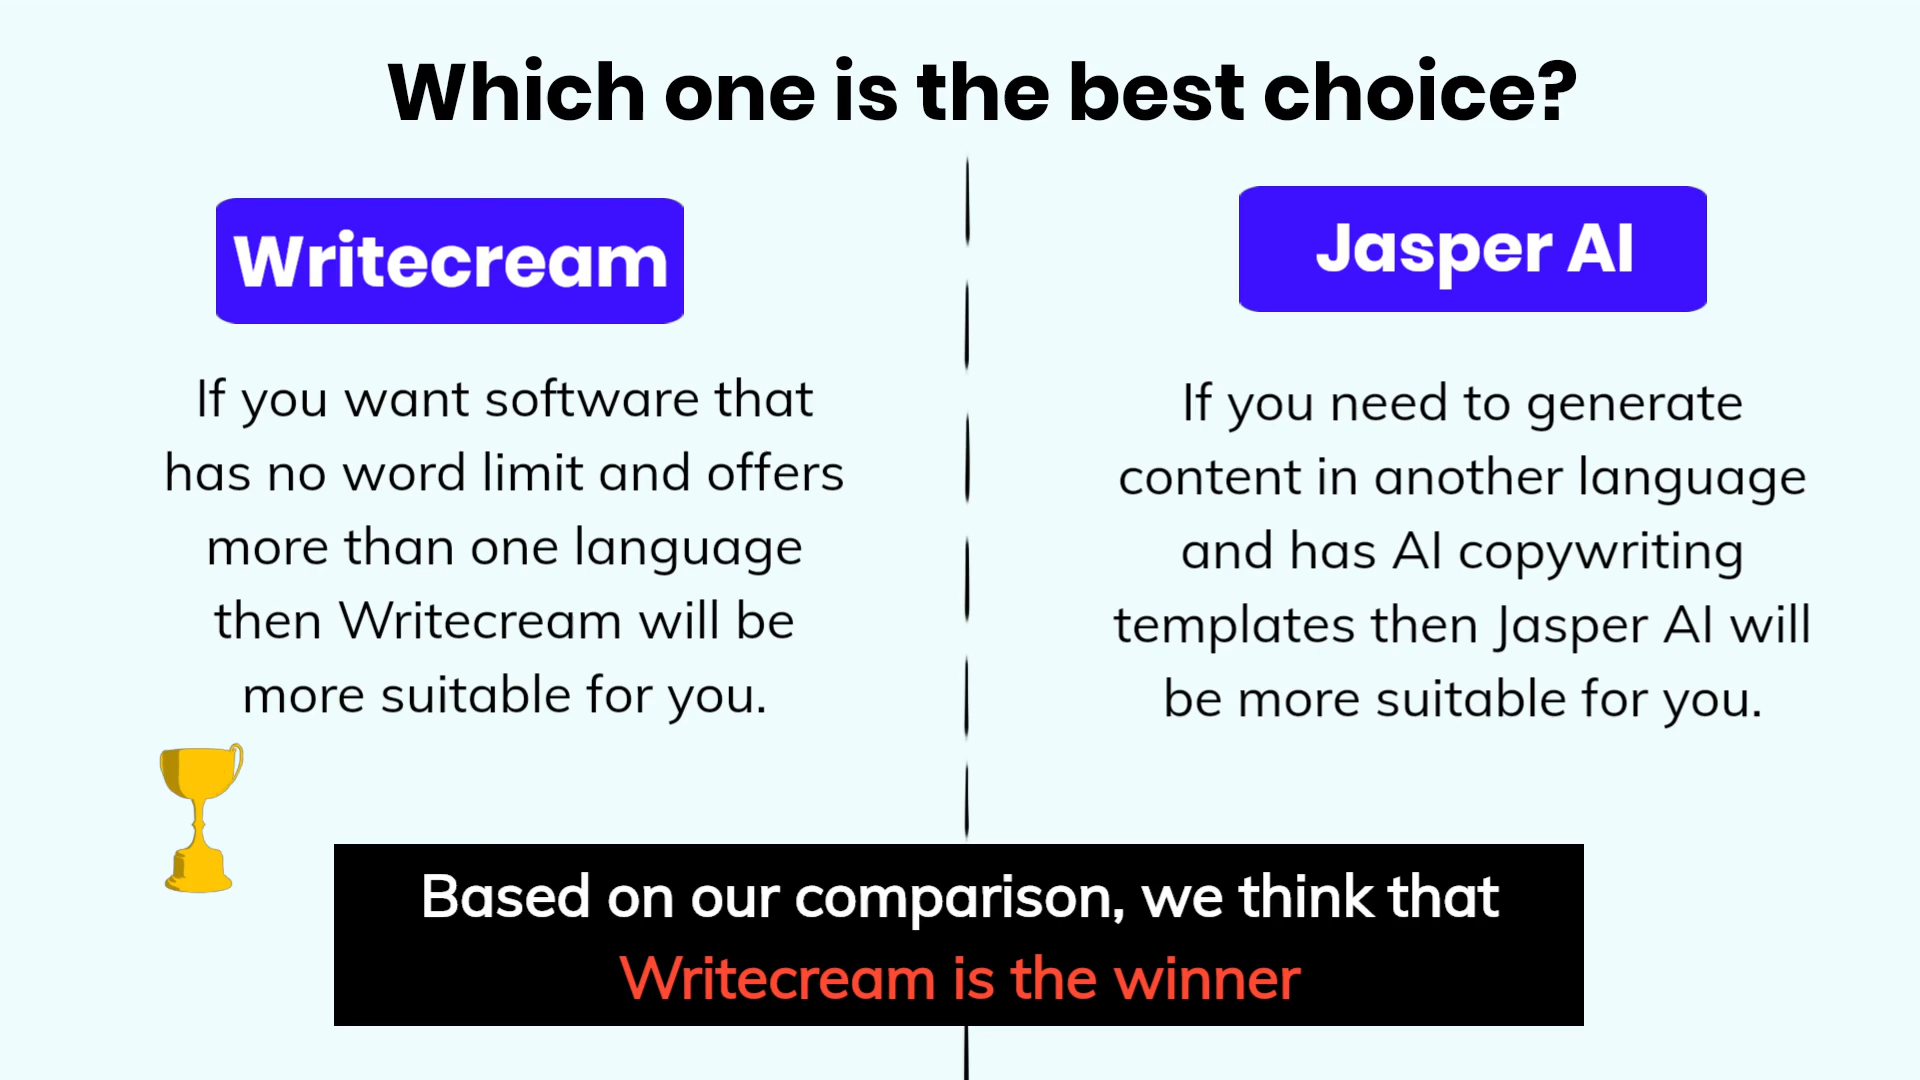 Which one is the best choice?
Writecream
If you want software that
has no word limit and offers
more than one language
then Writecream will be
more suitable for you.
Jasper AI
If you need to generate
content in another language
and has AI copywriting
templates then Jasper AI will
be more suitable for you.
Based on our comparison, we think that
Writecream is the winner